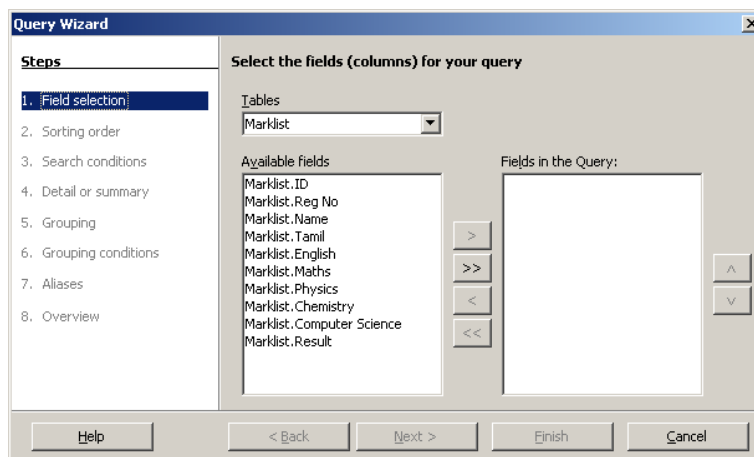 Query Wizard
Steps
1. Field selection
2. Sorting order
3. Search conditions
4. Detail or summary
5. Grouping
6. Grouping conditions
7. Aliases
8. Overview
Select the fields (columns) for your query
Tables
Marklist
Available fields
Marklist.ID
Marklist.Reg No
Marklist.Name
Marklist.Tamil
Marklist.English
Marklist.Maths
Marklist.Physics
Marklist.Chemistry
Marklist.Computer Science
Marklist.Result
>
>>
<
<<
Fields in the Query:
Help
< Back
Next >
Finish
Cancel